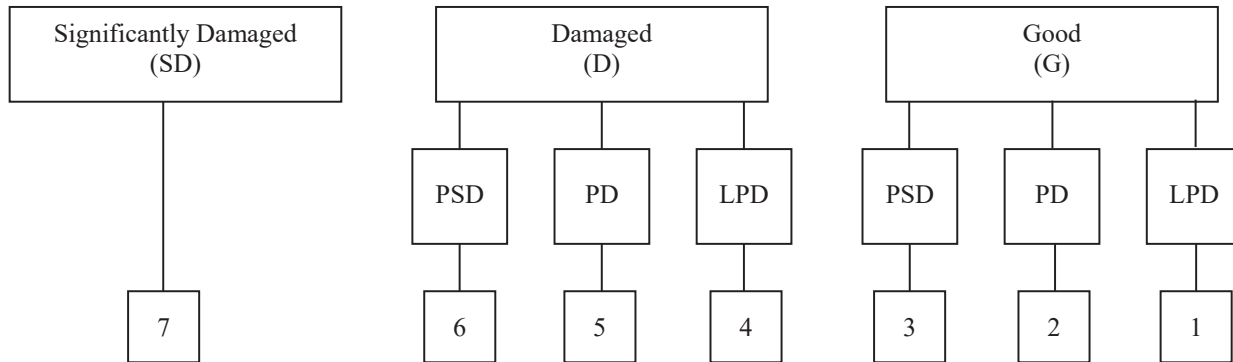 Significantly Damaged
(SD)
Damaged
(D)
Good
(G)
PSD
PD
LPD
PSD
PD
LPD
7
6
5
4
3
2
1